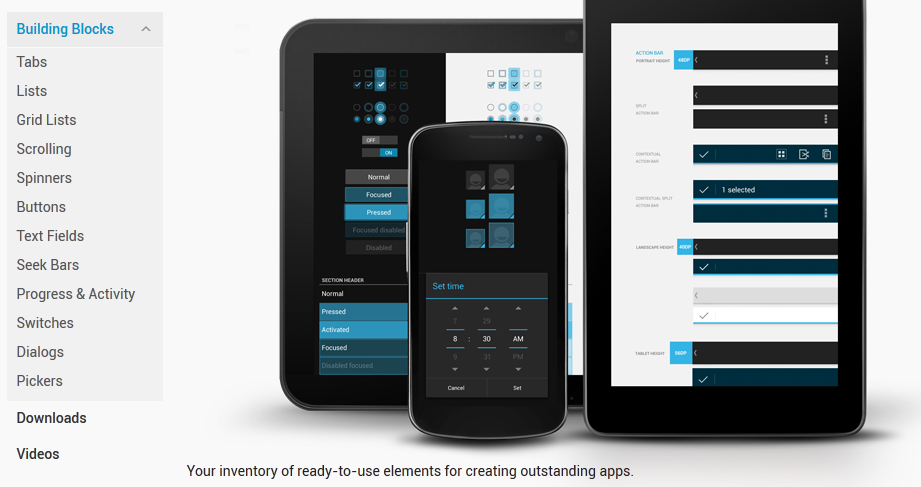 Building Blocks
Tabs
Lists
Grid Lists
Scrolling
Spinners
Buttons
Text Fields
Seek Bars
Progress & Activity
Switches
Dialogs
Pickers
Downloads
Videos
OFF
ON
Normal
Focused
Pressed
Focused disabled
Disabled
SECTION HEADER
Normal
Pressed
Activated
Focused
Disabled focused
Set time
7 29
8 : 30 AM
9 31 PM
Cancel Set
ACTION BAR
PORTRAIT HEIGHT
48DP
SPLIT
ACTION BAR
CONTEXTUAL
ACTION BAR
CONTEXTUAL SPLIT
ACTION BAR
1 selected
LANDSCAPE HEIGHT
40DP
TABLET HEIGHT
56DP
Your inventory of ready-to-use elements for creating outstanding apps.